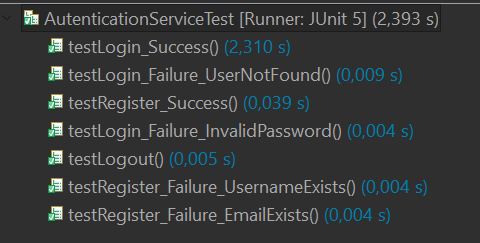 AutenticationServiceTest [Runner: JUnit 5] (2,393 s)
testLogin_Success() (2,310 s)
testLogin_Failure_UserNotFound() (0,009 s)
testRegister_Success() (0,039 s)
testLogin_Failure_InvalidPassword() (0,004 s)
testLogout() (0,005 s)
testRegister_Failure_UsernameExists() (0,004 s)
testRegister_Failure_EmailExists() (0,004 s)